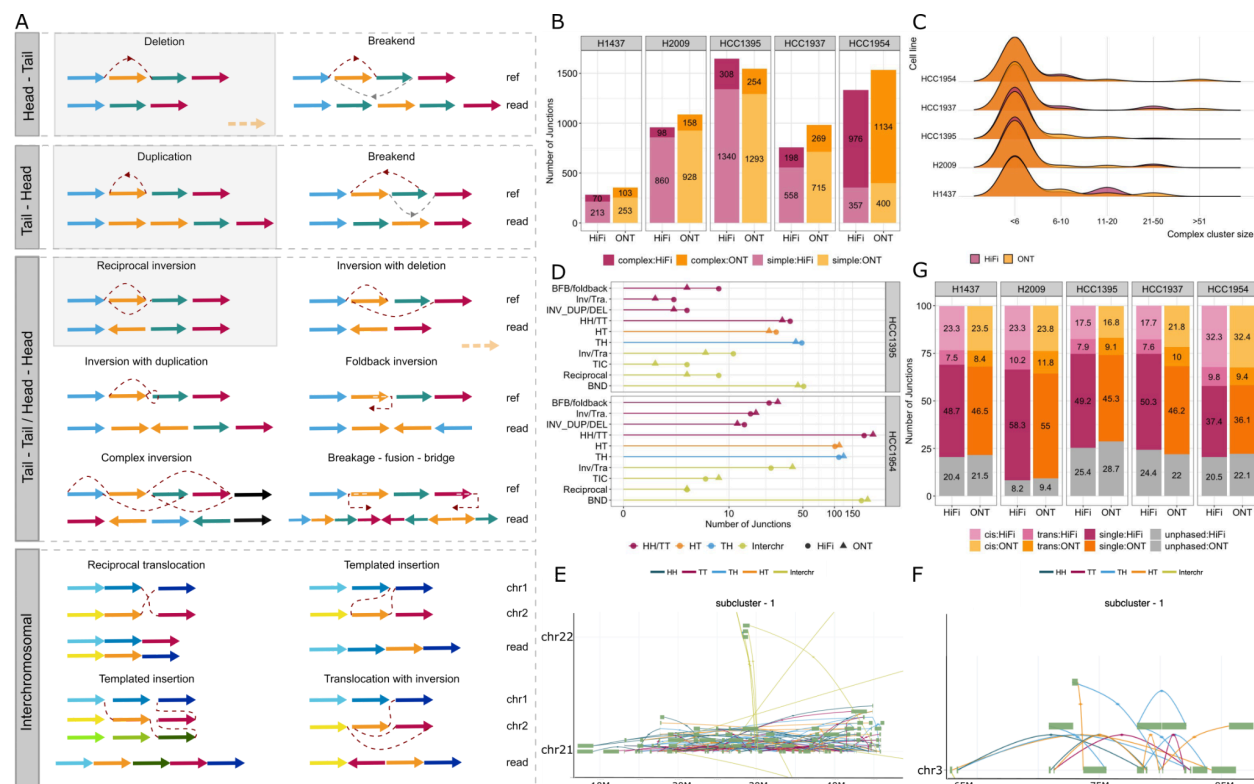 A
Head - Tail
Deletion
Breakend
ref
read
Tail - Head
Duplication
Breakend
ref
read
Tail - Tail / Head - Head
Reciprocal inversion
Inversion with deletion
ref
read
Inversion with duplication
Foldback inversion
ref
read
Complex inversion
Breakage - fusion - bridge
ref
read
Interchromosomal
Reciprocal translocation
Templated insertion
chr1
chr2
read
Templated insertion
Translocation with inversion
chr1
chr2
read
B
H1437 H2009 HCC1395 HCC1937 HCC1954
Number of Junctions
1500
1000
500
0
70 213 103 253
98 860 158 928
308 1340 254 1293
198 558 269 715
976 357 1134 400
HiFi ONT HiFi ONT HiFi ONT HiFi ONT HiFi ONT
complex:HiFi complex:ONT simple:HiFi simple:ONT
C
Cell line
HCC1954
HCC1937
HCC1395
H2009
H1437
<6 6-10 11-20 21-50 >51
Complex cluster size
HiFi ONT
D
BFB/foldback
Inv/Tra.
INV_DUP/DEL
HH/TT
HT
TH
Inv/Tra
TIC
Reciprocal
BND
HCC1395
BFB/foldback
Inv/Tra.
INV_DUP/DEL
HH/TT
HT
TH
Inv/Tra
TIC
Reciprocal
BND
HCC1954
0 10 50 100 150
Number of Junctions
HH/TT HT TH Interchr HiFi ONT
G
H1437 H2009 HCC1395 HCC1937 HCC1954
Number of Junctions
100
75
50
25
0
23.3 7.5 48.7 20.4 23.5 8.4 46.5 21.5
23.3 10.2 58.3 8.2 23.8 11.8 55 9.4
17.5 7.9 49.2 25.4 16.8 9.1 45.3 28.7
17.7 7.6 50.3 24.4 21.8 10 46.2 22
32.3 9.8 37.4 20.5 32.4 9.4 36.1 22.1
HiFi ONT HiFi ONT HiFi ONT HiFi ONT HiFi ONT
cis:HiFi trans:HiFi single:HiFi unphased:HiFi
cis:ONT trans:ONT single:ONT unphased:ONT
E
HH TT TH HT Interchr
subcluster - 1
chr22
chr21
F
HH TT TH HT Interchr
subcluster - 1
chr3